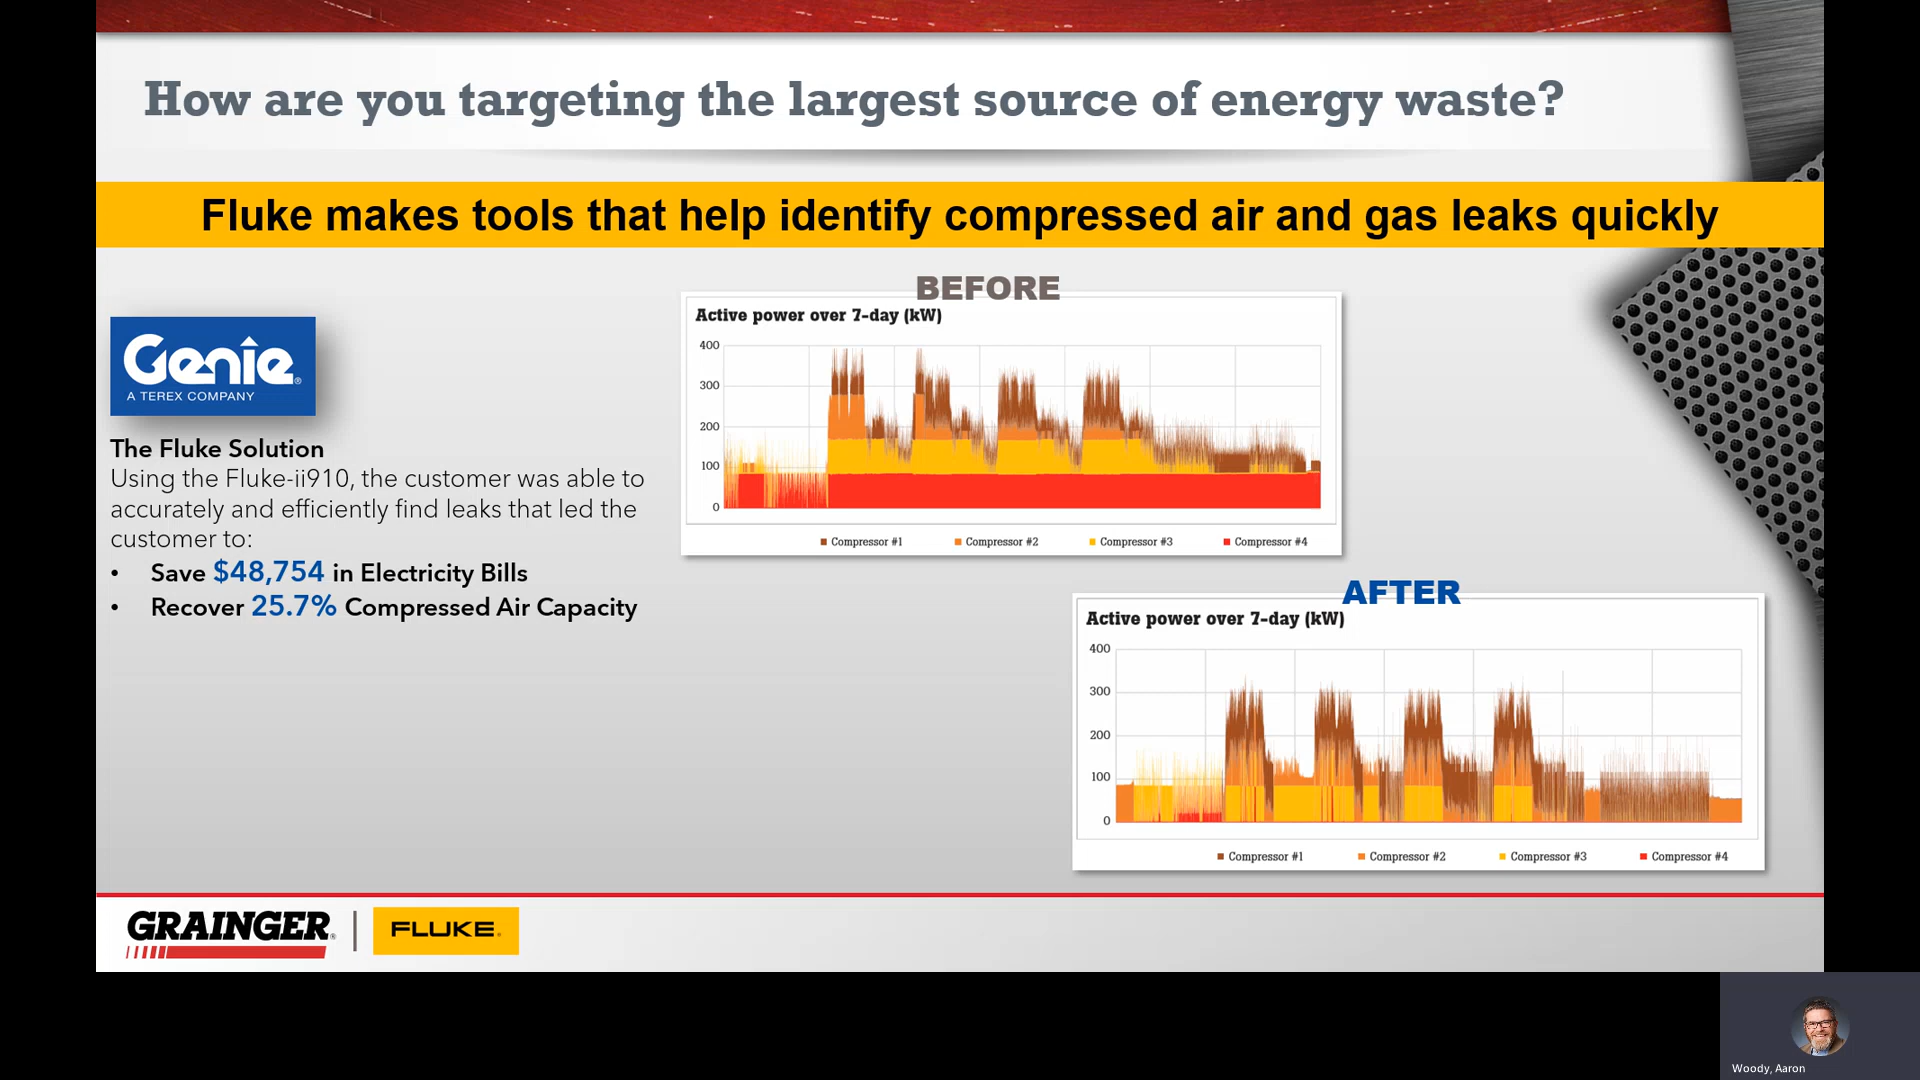 How are you targeting the largest source of energy waste?
Fluke makes tools that help identify compressed air and gas leaks quickly
Genie®
A TEREX COMPANY
The Fluke Solution
Using the Fluke-ii910, the customer was able to
accurately and efficiently find leaks that led the
customer to:
• Save $48,754 in Electricity Bills
• Recover 25.7% Compressed Air Capacity
BEFORE
Active power over 7-day (kW)
400
300
200
100
0
Compressor #1 Compressor #2 Compressor #3 Compressor #4
AFTER
Active power over 7-day (kW)
400
300
200
100
0
Compressor #1 Compressor #2 Compressor #3 Compressor #4
GRAINGER® | FLUKE®
Woody, Aaron